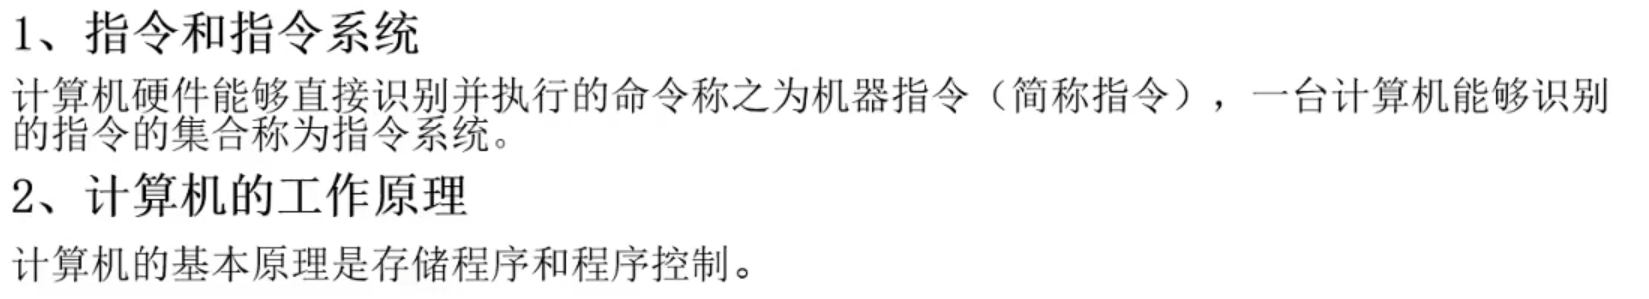 1、指令和指令系统
计算机硬件能够直接识别并执行的命令称之为机器指令（简称指令），一台计算机能够识别
的指令的集合称为指令系统。
2、计算机的工作原理
计算机的基本原理是存储程序和程序控制。